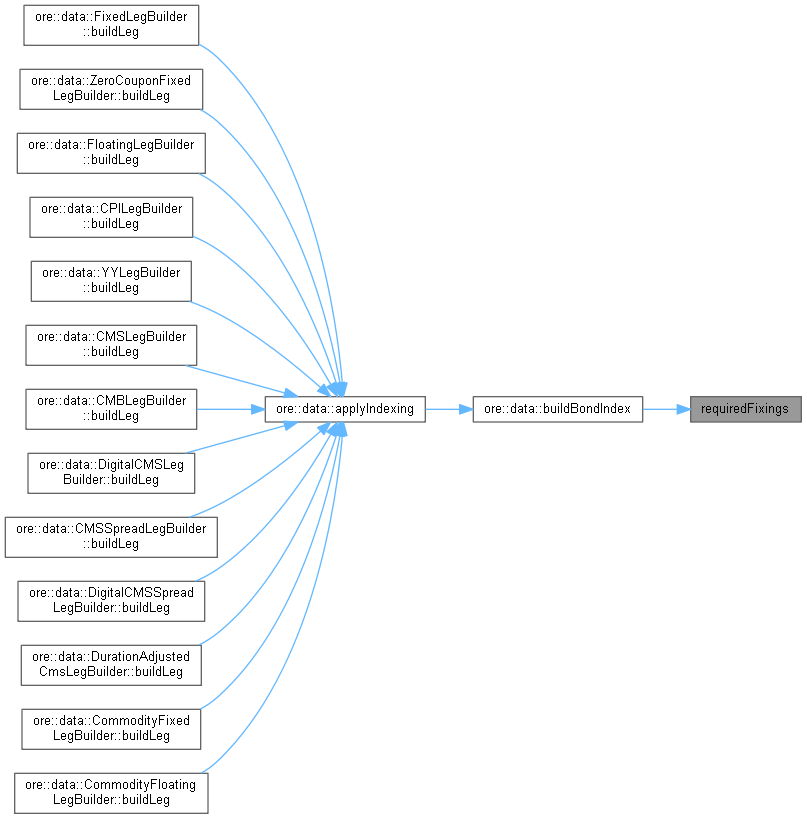 ore::data::FixedLegBuilder
::buildLeg
ore::data::ZeroCouponFixed
LegBuilder::buildLeg
ore::data::FloatingLegBuilder
::buildLeg
ore::data::CPILegBuilder
::buildLeg
ore::data::YYLegBuilder
::buildLeg
ore::data::CMSLegBuilder
::buildLeg
ore::data::CMBLegBuilder
::buildLeg
ore::data::applyIndexing
ore::data::buildBondIndex
requiredFixings
ore::data::DigitalCMSLeg
Builder::buildLeg
ore::data::CMSSpreadLegBuilder
::buildLeg
ore::data::DigitalCMSSpread
LegBuilder::buildLeg
ore::data::DurationAdjusted
CmsLegBuilder::buildLeg
ore::data::CommodityFixed
LegBuilder::buildLeg
ore::data::CommodityFloating
LegBuilder::buildLeg